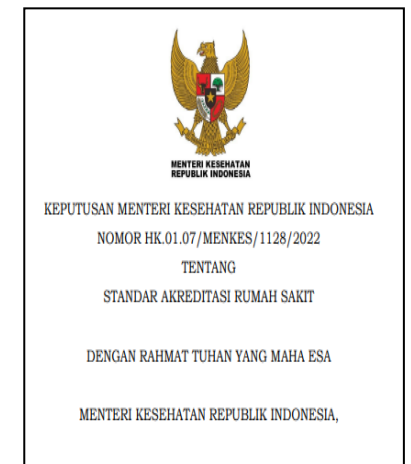 MENTERI KESEHATAN
REPUBLIK INDONESIA
KEPUTUSAN MENTERI KESEHATAN REPUBLIK INDONESIA
NOMOR HK.01.07/MENKES/1128/2022
TENTANG
STANDAR AKREDITASI RUMAH SAKIT
DENGAN RAHMAT TUHAN YANG MAHA ESA
MENTERI KESEHATAN REPUBLIK INDONESIA,